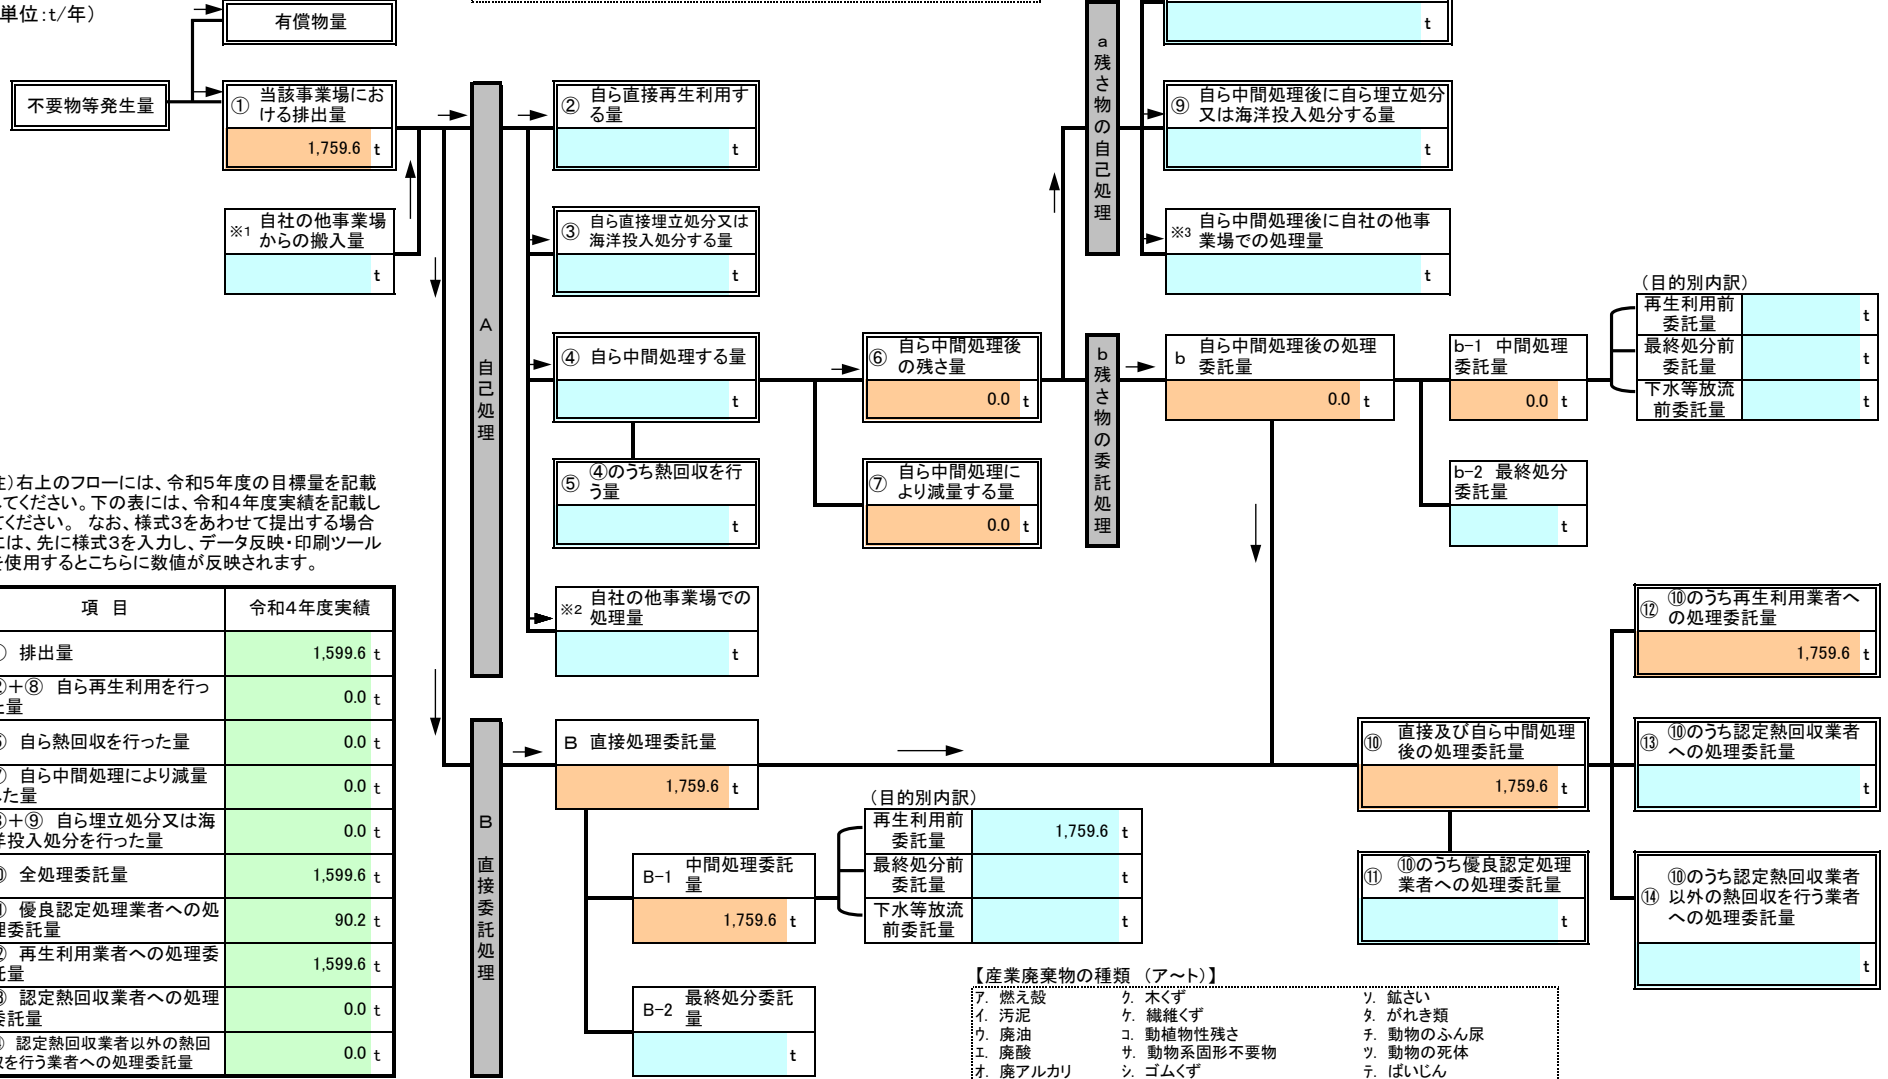 単位：t/年）
有償物量
不要物等発生量
① 当該事業場にお
ける排出量
1,759.6 t
※1 自社の他事業場
からの搬入量
t
A 自己処理
② 自ら直接再生利用す
る量
t
③ 自ら直接埋立処分又は
海洋投入処分する量
t
④ 自ら中間処理する量
t
⑤ ④のうち熱回収を行
う量
t
※2 自社の他事業場での
処理量
t
⑥ 自ら中間処理後
の残さ量
0.0 t
⑦ 自ら中間処理に
より減量する量
0.0 t
a 残さ物の自己処理
t
⑨ 自ら中間処理後に自ら埋立処分
又は海洋投入処分する量
t
※3 自ら中間処理後に自社の他事
業場での処理量
t
b 残さ物の委託処理
b 自ら中間処理後の処理
委託量
0.0 t
b-1 中間処理
委託量
0.0 t
b-2 最終処分
委託量
t
（目的別内訳）
再生利用前
委託量
t
最終処分前
委託量
t
下水等放流
前委託量
t
注）右上のフローには、令和5年度の目標量を記載
してください。下の表には、令和4年度実績を記載し
てください。 なお、様式3をあわせて提出する場合
には、先に様式3を入力し、データ反映・印刷ツール
を使用するとこちらに数値が反映されます。
項 目 令和4年度実績
① 排出量 1,599.6 t
②＋⑧ 自ら再生利用を行っ
た量 0.0 t
⑤ 自ら熱回収を行った量 0.0 t
⑦ 自ら中間処理により減量
した量 0.0 t
③＋⑨ 自ら埋立処分又は海
洋投入処分を行った量 0.0 t
⑩ 全処理委託量 1,599.6 t
⑪ 優良認定処理業者への処
理委託量 90.2 t
⑫ 再生利用業者への処理委
託量 1,599.6 t
⑬ 認定熱回収業者への処理
委託量 0.0 t
⑭ 認定熱回収業者以外の熱回
収を行う業者への処理委託量 0.0 t
B 直接委託処理
B 直接処理委託量
1,759.6 t
B-1 中間処理委託
量
1,759.6 t
B-2 最終処分委託
量
t
（目的別内訳）
再生利用前
委託量
1,759.6 t
最終処分前
委託量
t
下水等放流
前委託量
t
⑩ 直接及び自ら中間処理
後の処理委託量
1,759.6 t
⑪ ⑩のうち優良認定処理
業者への処理委託量
t
⑫ ⑩のうち再生利用業者へ
の処理委託量
1,759.6 t
⑬ ⑩のうち認定熱回収業者
への処理委託量
t
⑭ ⑩のうち認定熱回収業者
以外の熱回収を行う業者
への処理委託量
t
【産業廃棄物の種類 （ア～ト）】
ア. 燃え殻 ク. 木くず ソ. 鉱さい
イ. 汚泥 ケ. 繊維くず タ. がれき類
ウ. 廃油 コ. 動植物性残さ チ. 動物のふん尿
エ. 廃酸 サ. 動物系固形不要物 ツ. 動物の死体
オ. 廃アルカリ シ. ゴムくず テ. ばいじん